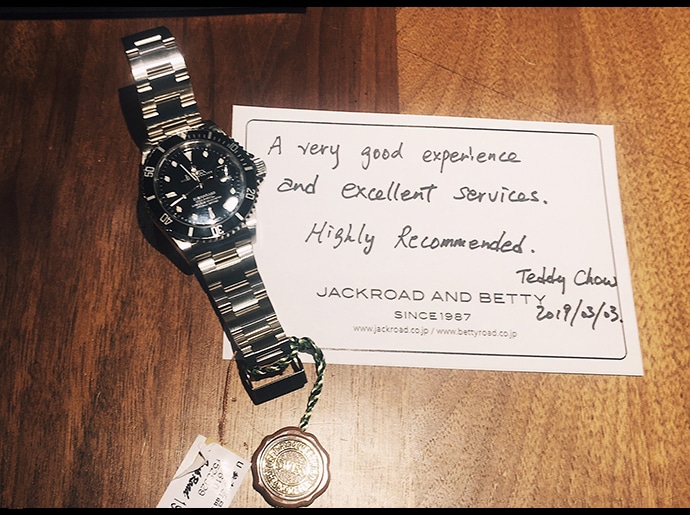 A very good experience
and excellent services.
Highly Recommended.
Teddy Chow
2019/03/03.
JACKROAD AND BETTY
SINCE1987
www.jackroad.co.jp / www.bettyroad.co.jp